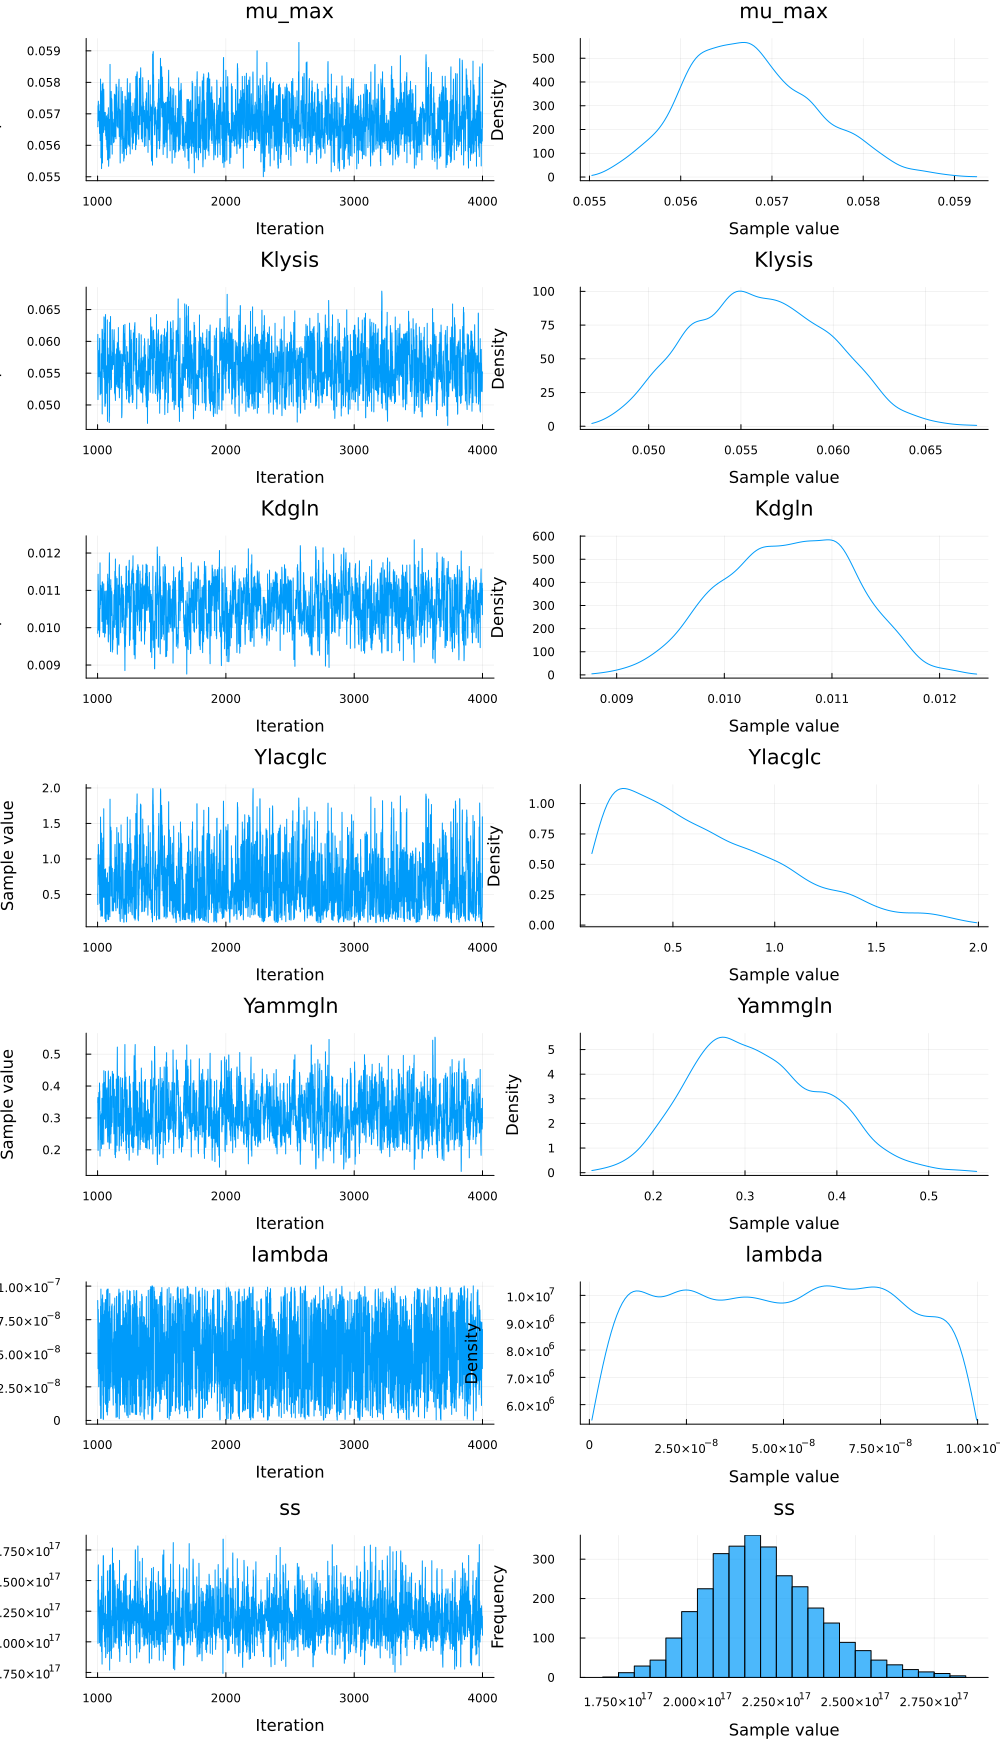 mu_max mu_max
0.059
0.058
0.057
0.056
0.055
1000 2000 3000 4000
Iteration
Density
500
400
300
200
100
0
0.055 0.056 0.057 0.058 0.059
Sample value
Klysis Klysis
0.065
0.060
0.055
0.050
1000 2000 3000 4000
Iteration
Density
100
75
50
25
0
0.050 0.055 0.060 0.065
Sample value
Kdgln Kdgln
0.012
0.011
0.010
0.009
1000 2000 3000 4000
Iteration
Density
600
500
400
300
200
100
0
0.009 0.010 0.011 0.012
Sample value
Ylacglc Ylacglc
Sample value
2.0
1.5
1.0
0.5
1000 2000 3000 4000
Iteration
Density
1.00
0.75
0.50
0.25
0.00
0.5 1.0 1.5 2.0
Sample value
Yammgln Yammgln
Sample value
0.5
0.4
0.3
0.2
1000 2000 3000 4000
Iteration
Density
5
4
3
2
1
0
0.2 0.3 0.4 0.5
Sample value
lambda lambda
1.00×10⁻⁷
7.50×10⁻⁸
5.00×10⁻⁸
2.50×10⁻⁸
0
1000 2000 3000 4000
Iteration
Density
1.0×10⁷
9.0×10⁶
8.0×10⁶
7.0×10⁶
6.0×10⁶
0 2.50×10⁻⁸ 5.00×10⁻⁸ 7.50×10⁻⁸ 1.00×10⁻
Sample value
ss ss
.750×10¹⁷
.500×10¹⁷
.250×10¹⁷
.000×10¹⁷
.750×10¹⁷
1000 2000 3000 4000
Iteration
Frequency
300
200
100
0
1.750×10¹⁷ 2.000×10¹⁷ 2.250×10¹⁷ 2.500×10¹⁷ 2.750×10¹⁷
Sample value